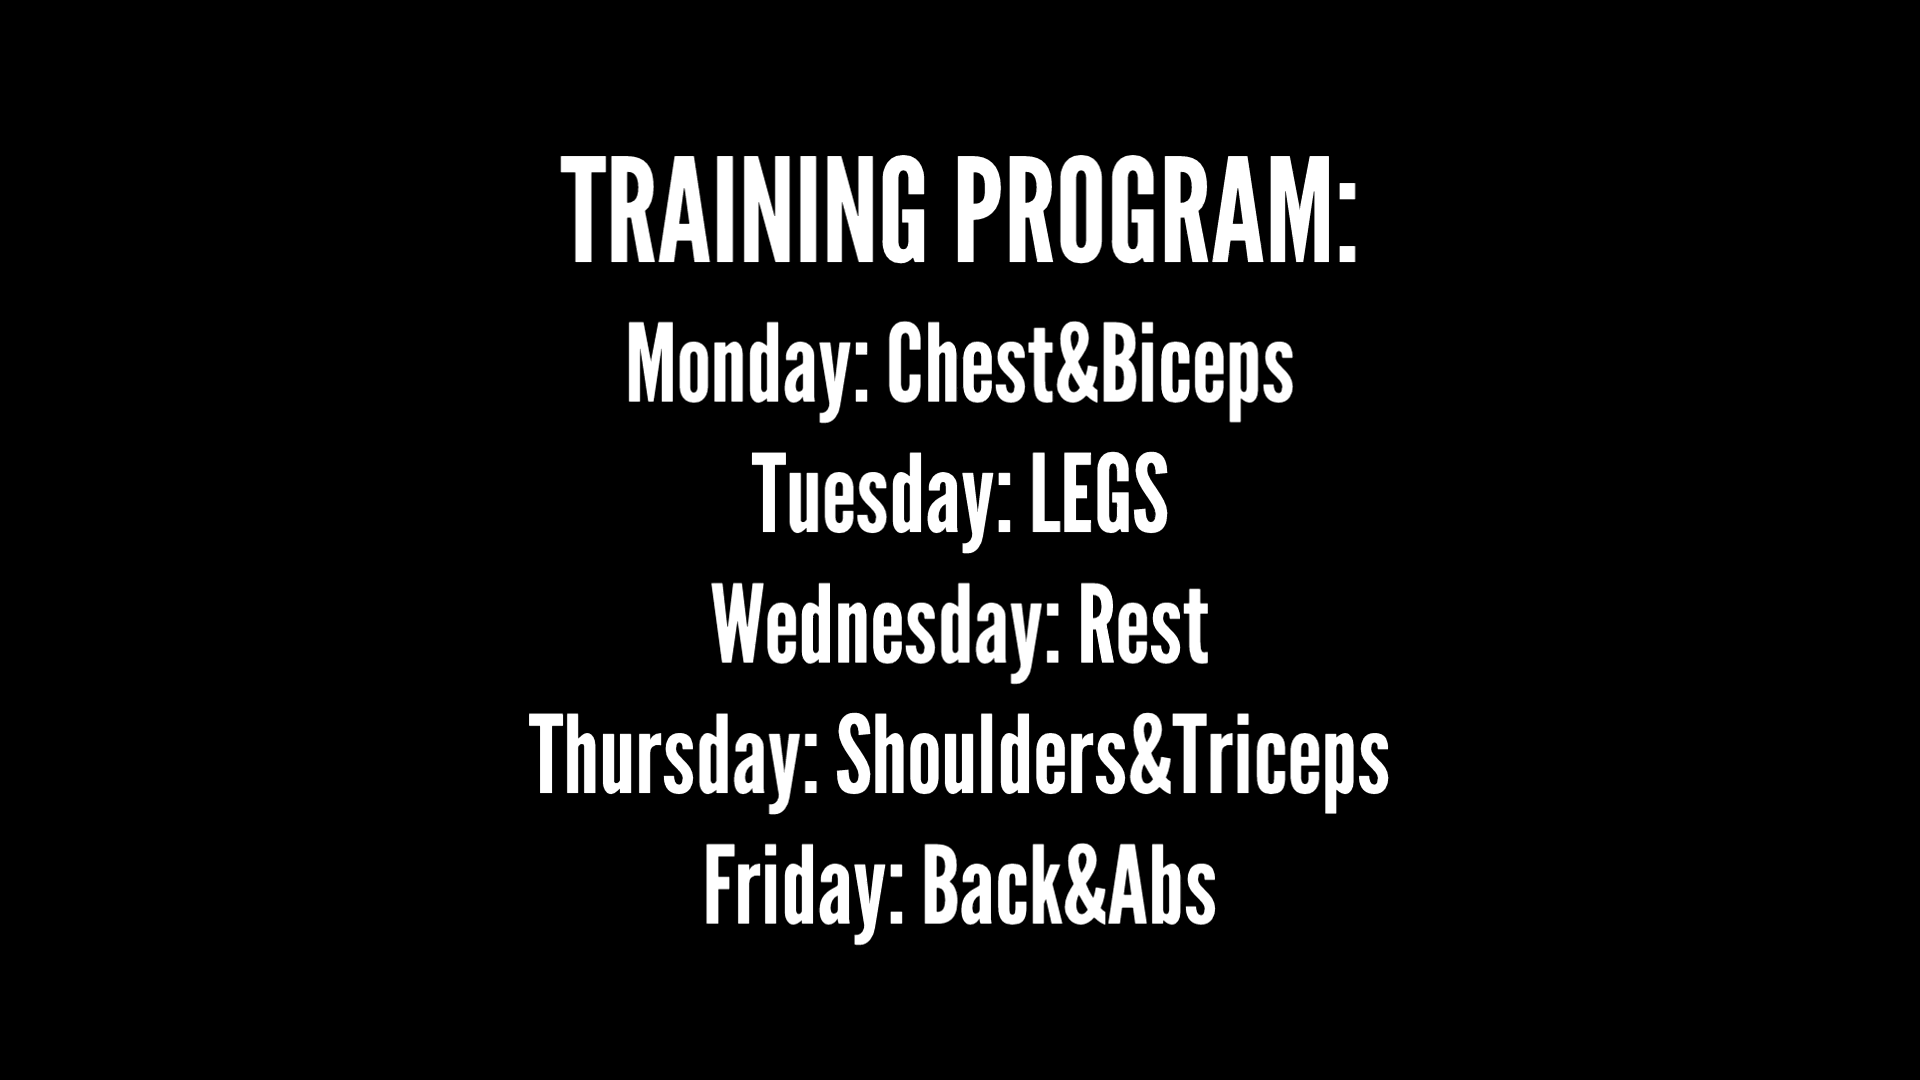 TRAINING PROGRAM:
Monday: Chest&Biceps
Tuesday: LEGS
Wednesday: Rest
Thursday: Shoulders&Triceps
Friday: Back&Abs